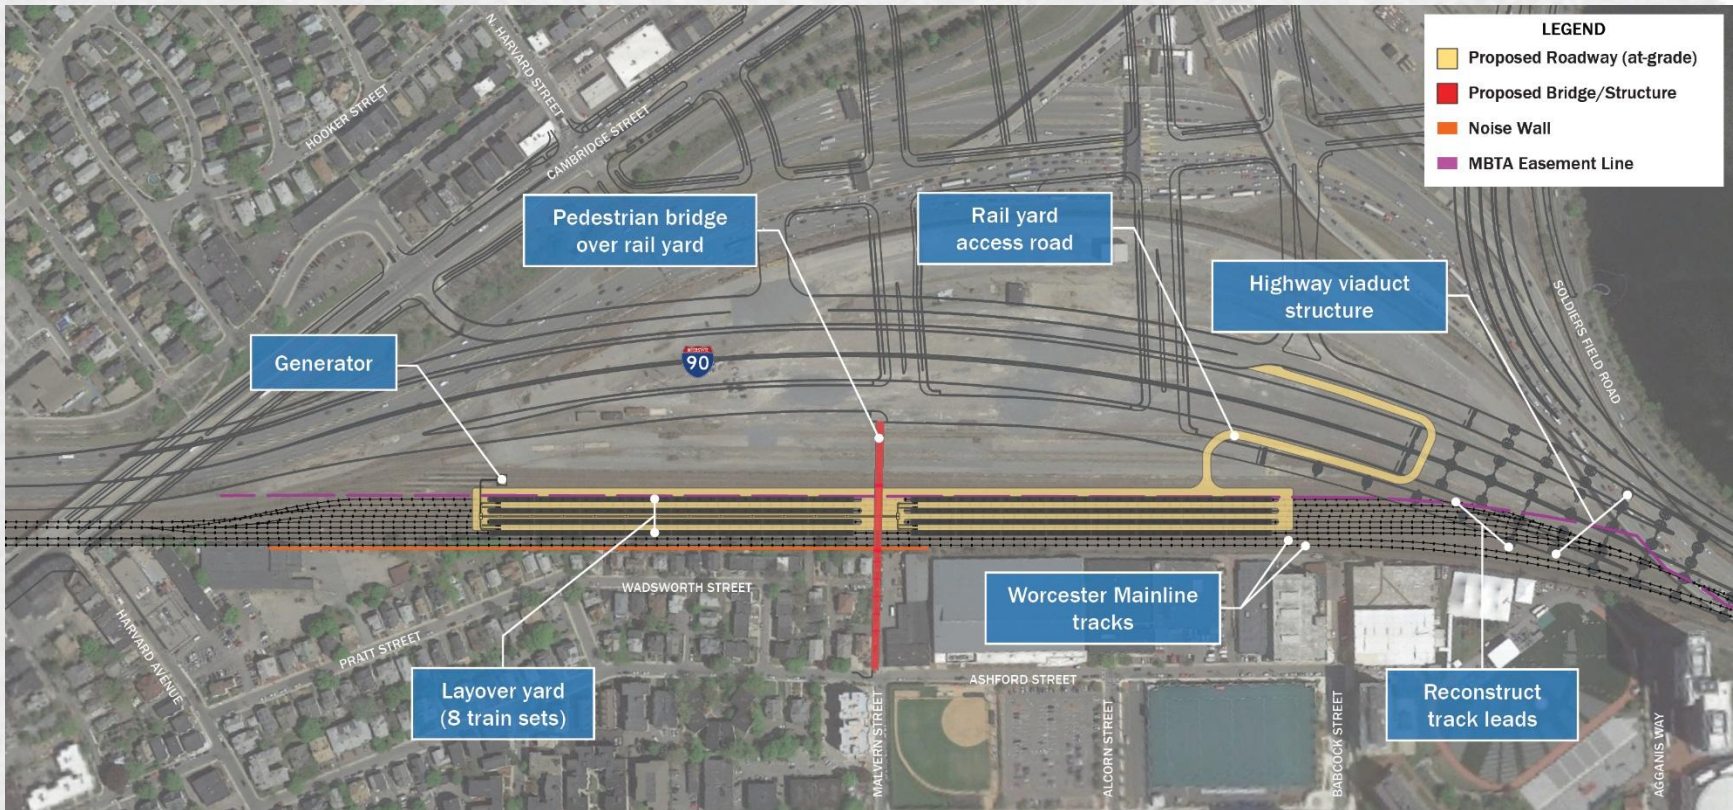 LEGEND
Proposed Roadway (at-grade)
Proposed Bridge/Structure
Noise Wall
MBTA Easement Line
N. HARVARD STREET
HOOKER STREET
CAMBRIDGE STREET
Pedestrian bridge
over rail yard
Rail yard
access road
Highway viaduct
structure
SOLDIERS FIELD ROAD
Generator
INTERSTATE
90
WADSWORTH STREET
Worcester Mainline
tracks
HARVARD AVENUE
PRATT STREET
Layover yard
(8 train sets)
ASHFORD STREET
Reconstruct
track leads
MALVERN STREET
ALCORN STREET
BABCOCK STREET
AGGANIS WAY